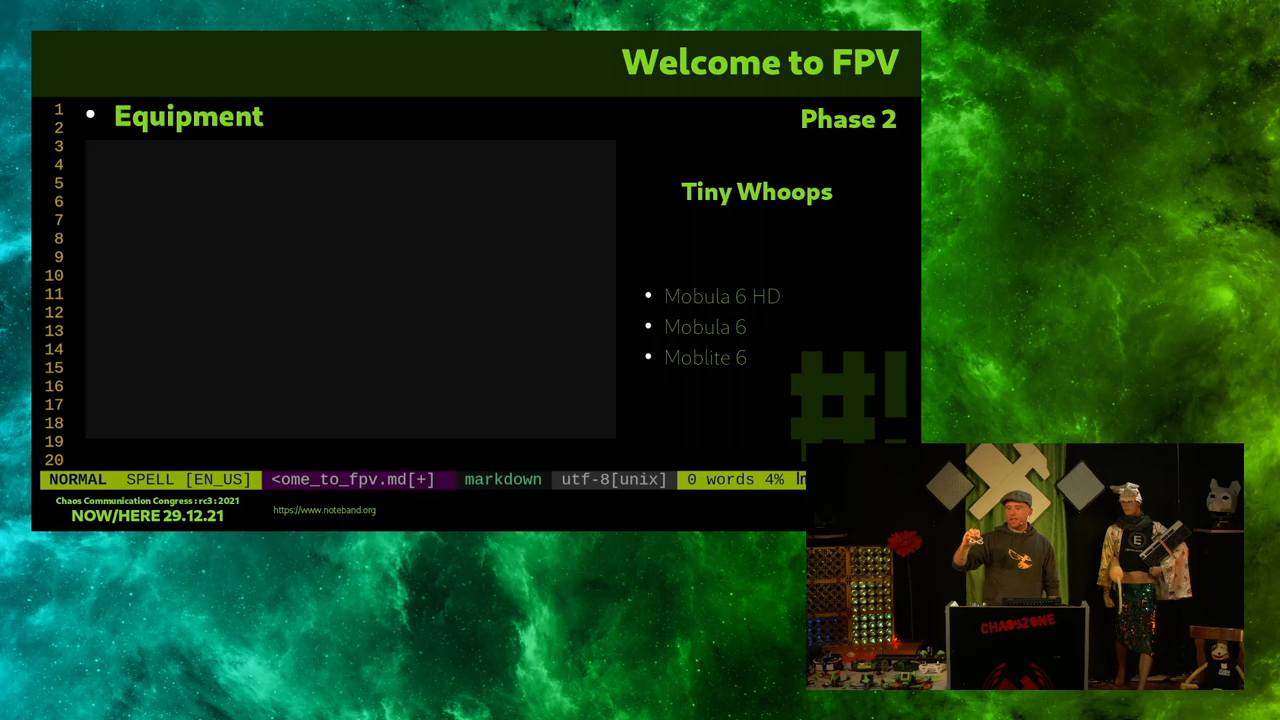 Welcome to FPV
Equipment
Phase 2
Tiny Whoops
Mobula 6 HD
Mobula 6
Moblite 6
1
2
3
4
5
6
7
8
9
10
11
12
13
14
15
16
17
18
19
20
#!
NORMAL SPELL [EN_US] <ome_to_fpv.md[+] markdown utf-8[unix] 0 words 4% ln
Chaos Communication Congress : rc3 : 2021
NOW/HERE 29.12.21
https://www.noteband.org
CHAOSZONE
E